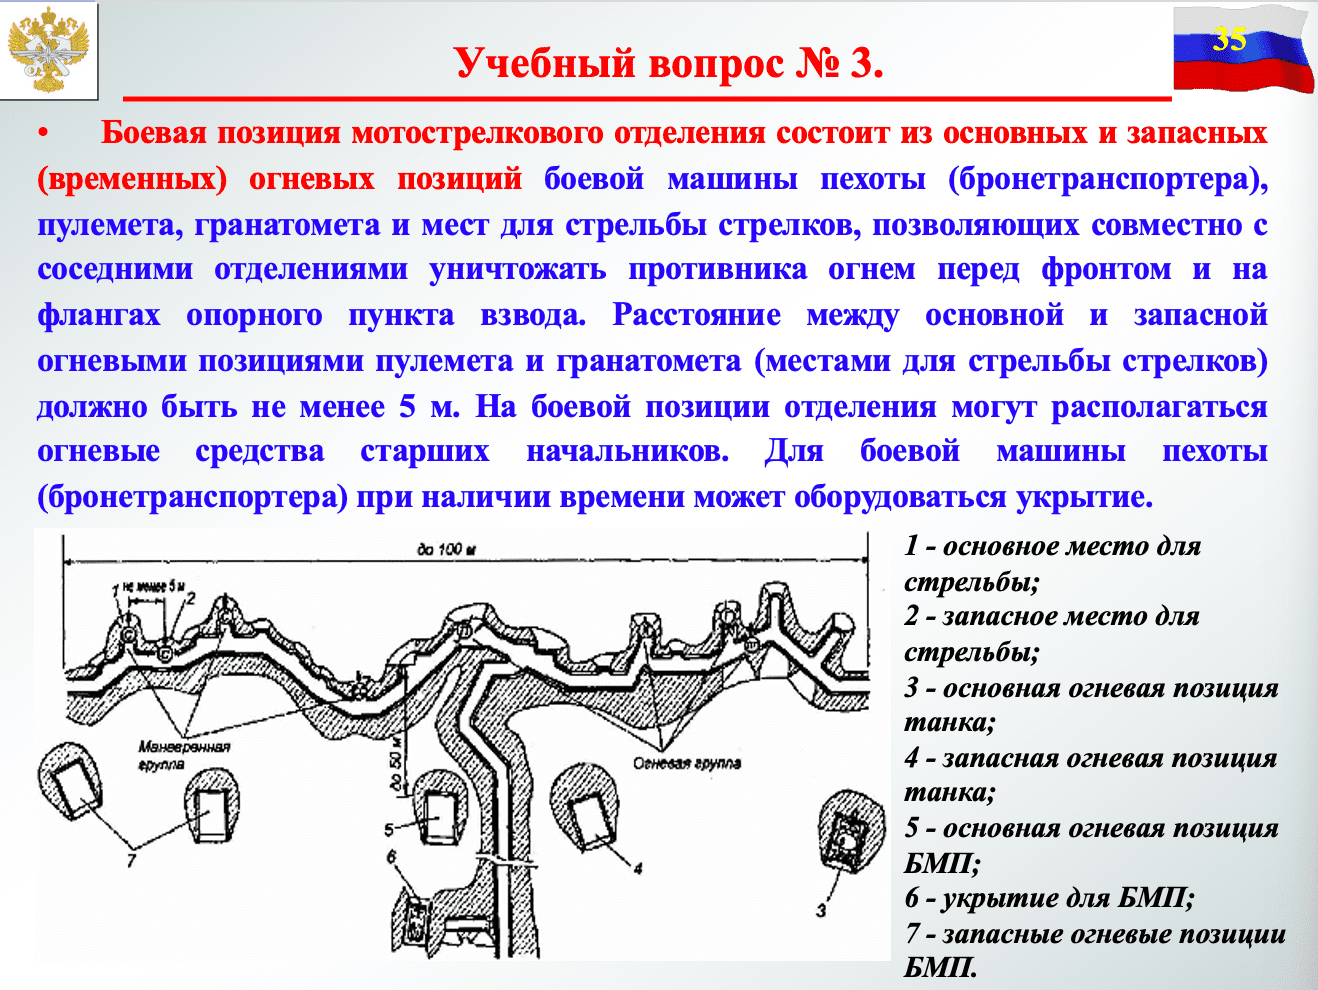 35
Учебный вопрос № 3.
• Боевая позиция мотострелкового отделения состоит из основных и запасных
(временных) огневых позиций боевой машины пехоты (бронетранспортера),
пулемета, гранатомета и мест для стрельбы стрелков, позволяющих совместно с
соседними отделениями уничтожать противника огнем перед фронтом и на
флангах опорного пункта взвода. Расстояние между основной и запасной
огневыми позициями пулемета и гранатомета (местами для стрельбы стрелков)
должно быть не менее 5 м. На боевой позиции отделения могут располагаться
огневые средства старших начальников. Для боевой машины пехоты
(бронетранспортера) при наличии времени может оборудоваться укрытие.
до 100 м
1
не менее 5 м
2
Маневренная
группа
до 50 м
Огневая группа
7
5
6
4
3
1 - основное место для
стрельбы;
2 - запасное место для
стрельбы;
3 - основная огневая позиция
танка;
4 - запасная огневая позиция
танка;
5 - основная огневая позиция
БМП;
6 - укрытие для БМП;
7 - запасные огневые позиции
БМП.